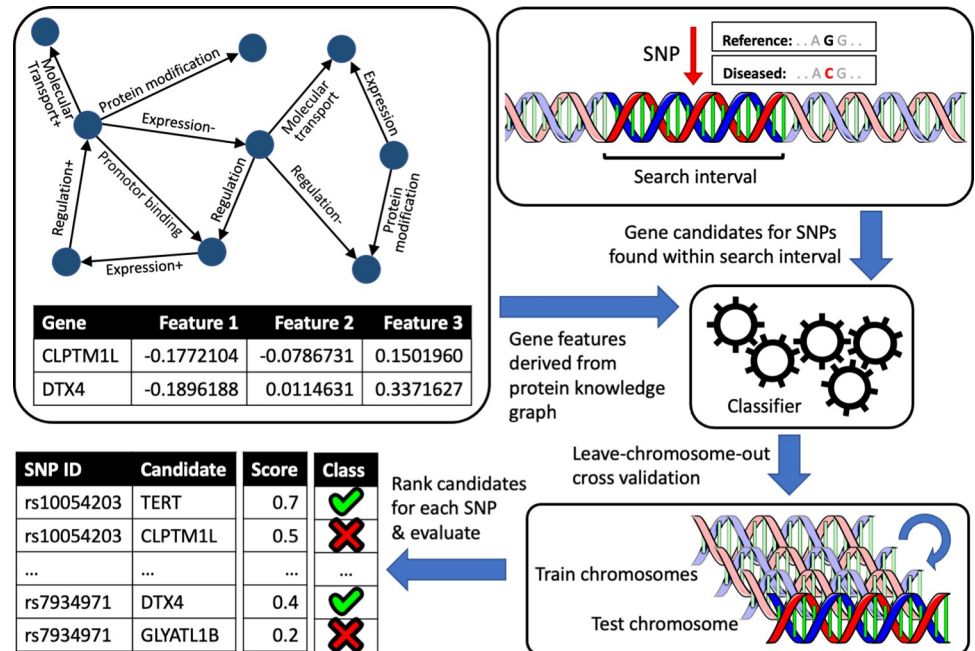 Molecular
Transport+
Protein modification
Expression-
Molecular
transport
Expression
Regulation+
Promotor binding
Regulation
Regulation-
Protein
modification
Expression+
Gene Feature 1 Feature 2 Feature 3
CLPTM1L -0.1772104 -0.0786731 0.1501960
DTX4 -0.1896188 0.0114631 0.3371627
SNP
Reference: . . A G G . .
Diseased: . . A C G . .
Search interval
Gene candidates for SNPs
found within search interval
Gene features
derived from
protein knowledge
graph
Classifier
Leave-chromosome-out
cross validation
Train chromosomes
Test chromosome
Rank candidates
for each SNP
& evaluate
SNP ID Candidate Score Class
rs10054203 TERT 0.7
rs10054203 CLPTM1L 0.5
... ... ... ...
rs7934971 DTX4 0.4
rs7934971 GLYATL1B 0.2